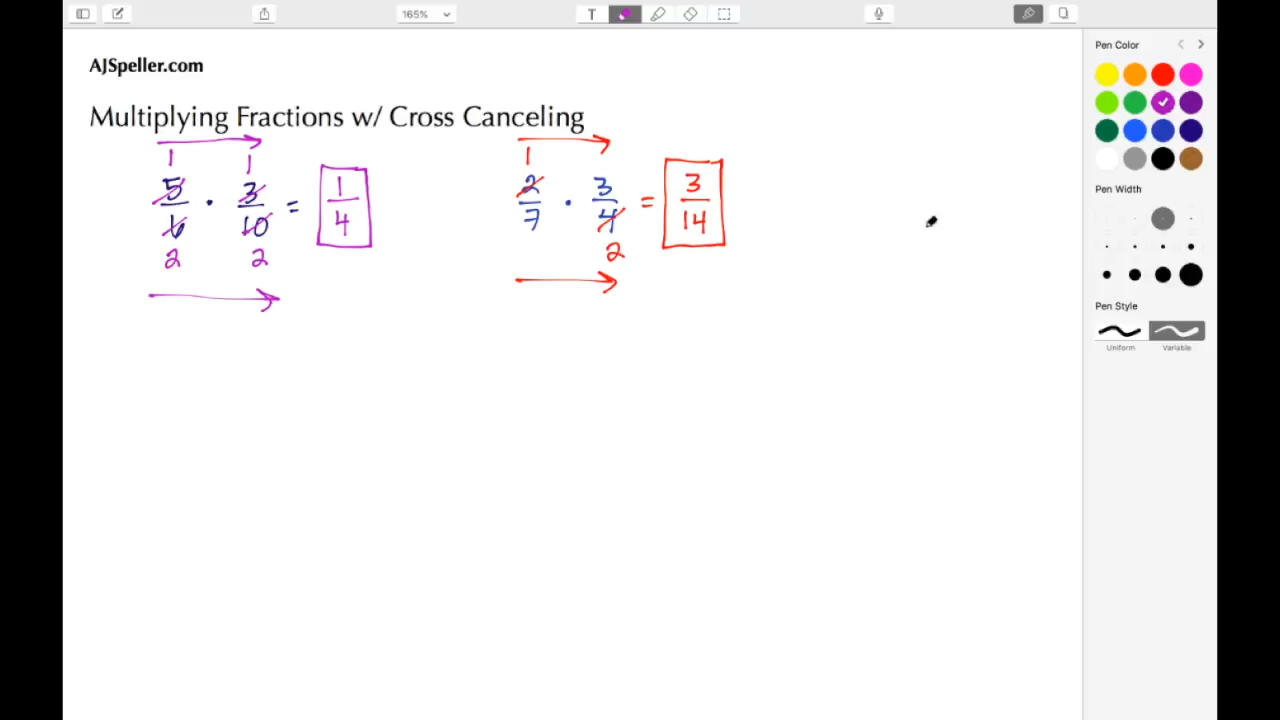 165%
T
AJSpeller.com
Pen Color
Multiplying Fractions w/ Cross Canceling
1 1
5/6 · 3/10 = 1/4
2 2
1
2/7 · 3/4 = 3/14
2
Pen Width
Pen Style
Uniform Variable